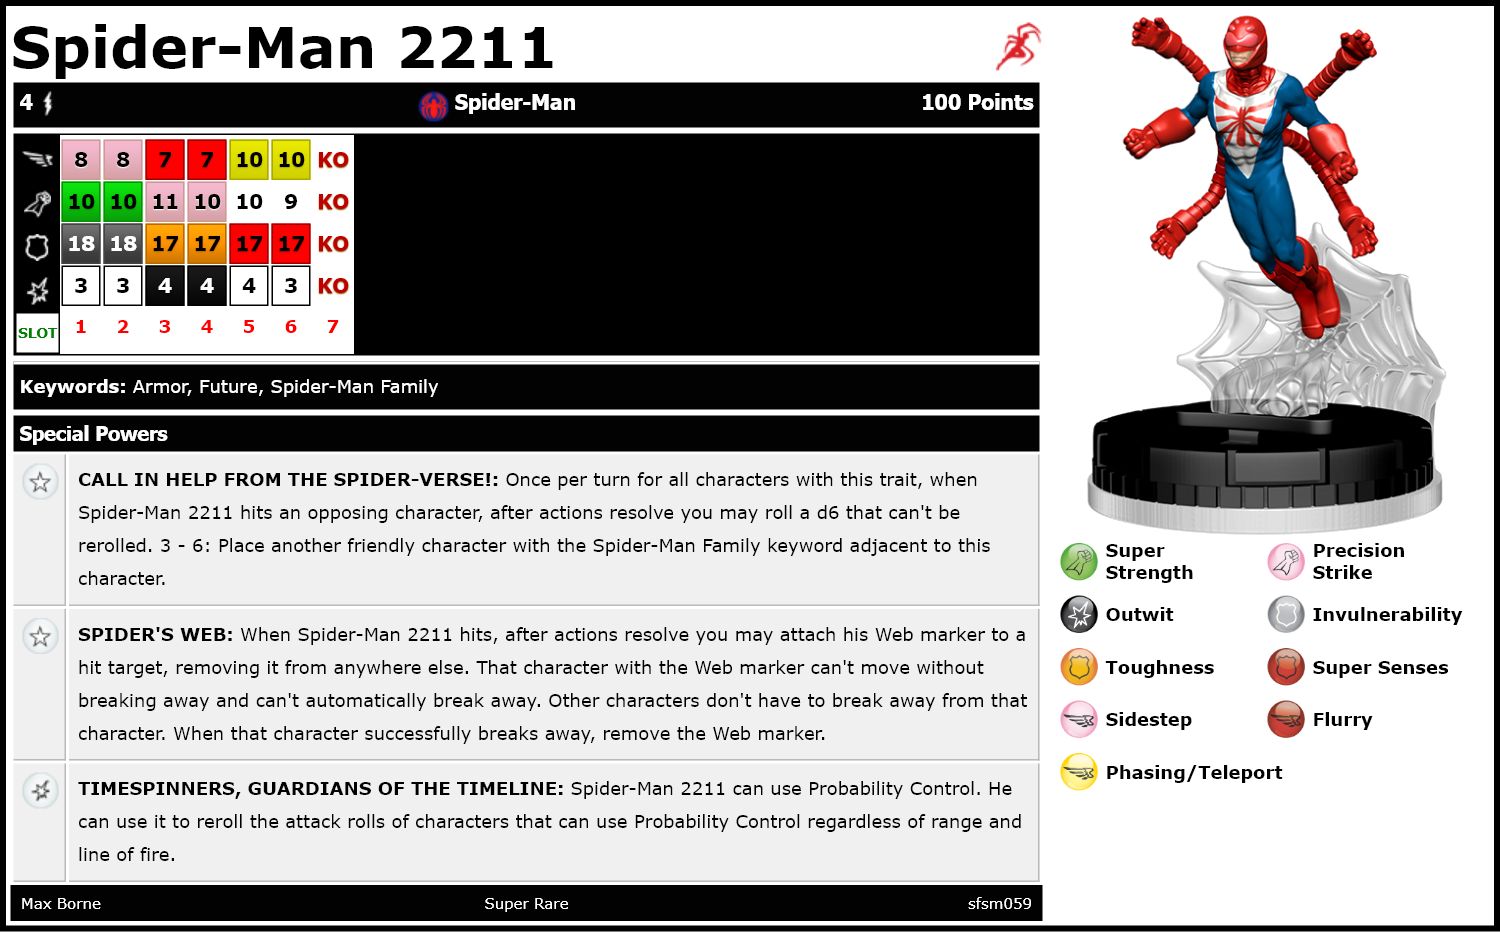 Spider-Man 2211
4 Spider-Man 100 Points
8 8 7 7 10 10 KO
10 10 11 10 10 9 KO
18 18 17 17 17 17 KO
3 3 4 4 4 3 KO
SLOT 1 2 3 4 5 6 7
Keywords: Armor, Future, Spider-Man Family
Special Powers
CALL IN HELP FROM THE SPIDER-VERSE!: Once per turn for all characters with this trait, when
Spider-Man 2211 hits an opposing character, after actions resolve you may roll a d6 that can't be
rerolled. 3 - 6: Place another friendly character with the Spider-Man Family keyword adjacent to this
character.
SPIDER'S WEB: When Spider-Man 2211 hits, after actions resolve you may attach his Web marker to a
hit target, removing it from anywhere else. That character with the Web marker can't move without
breaking away and can't automatically break away. Other characters don't have to break away from that
character. When that character successfully breaks away, remove the Web marker.
TIMESPINNERS, GUARDIANS OF THE TIMELINE: Spider-Man 2211 can use Probability Control. He
can use it to reroll the attack rolls of characters that can use Probability Control regardless of range and
line of fire.
Max Borne Super Rare sfsm059
Super
Strength
Precision
Strike
Outwit
Invulnerability
Toughness
Super Senses
Sidestep
Flurry
Phasing/Teleport